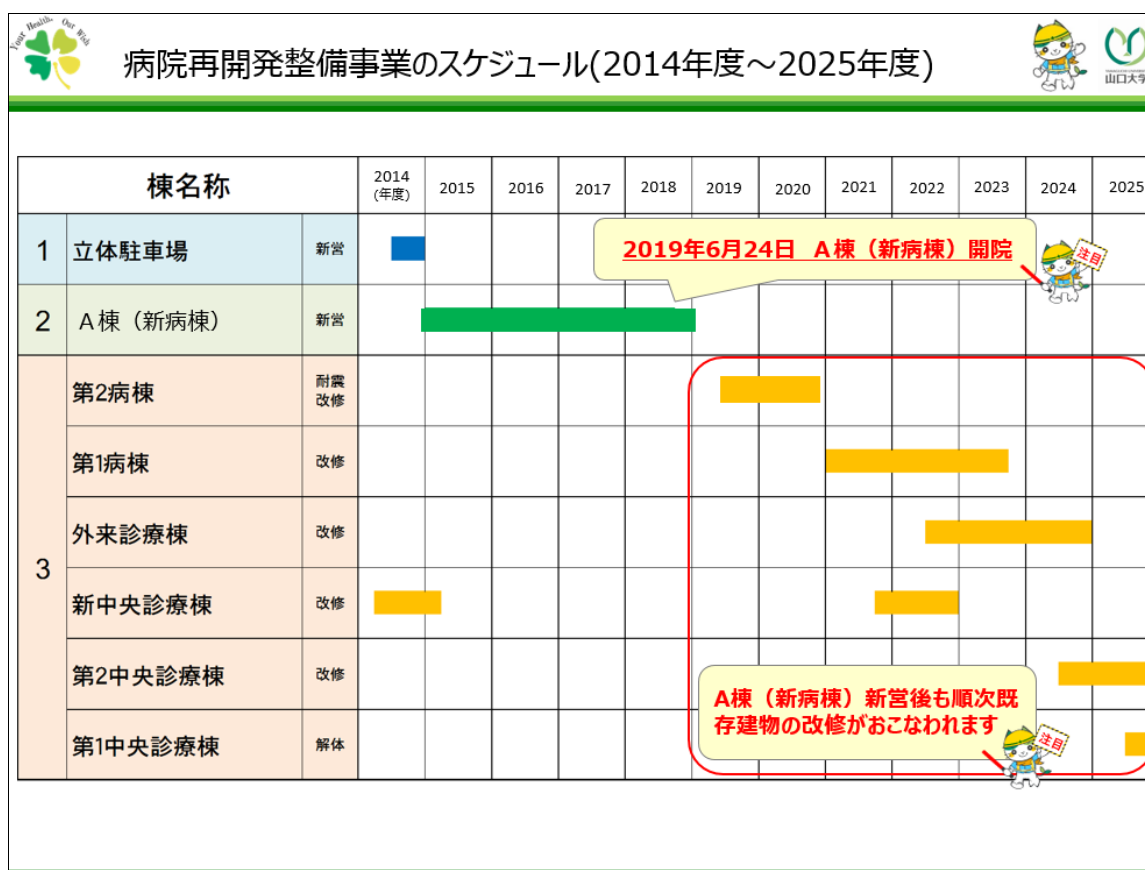 Your Health, Our Wish
病院再開発整備事業のスケジュール(2014年度～2025年度)
山口大学
棟名称
2014
(年度)
2015
2016
2017
2018
2019
2020
2021
2022
2023
2024
2025
1 立体駐車場 新営
2019年6月24日 A棟（新病棟）開院
注目
2 A棟（新病棟） 新営
3
第2病棟
耐震
改修
第1病棟 改修
外来診療棟 改修
新中央診療棟 改修
第2中央診療棟 改修
第1中央診療棟 解体
A棟（新病棟）新営後も順次既
存建物の改修がおこなわれます
注目